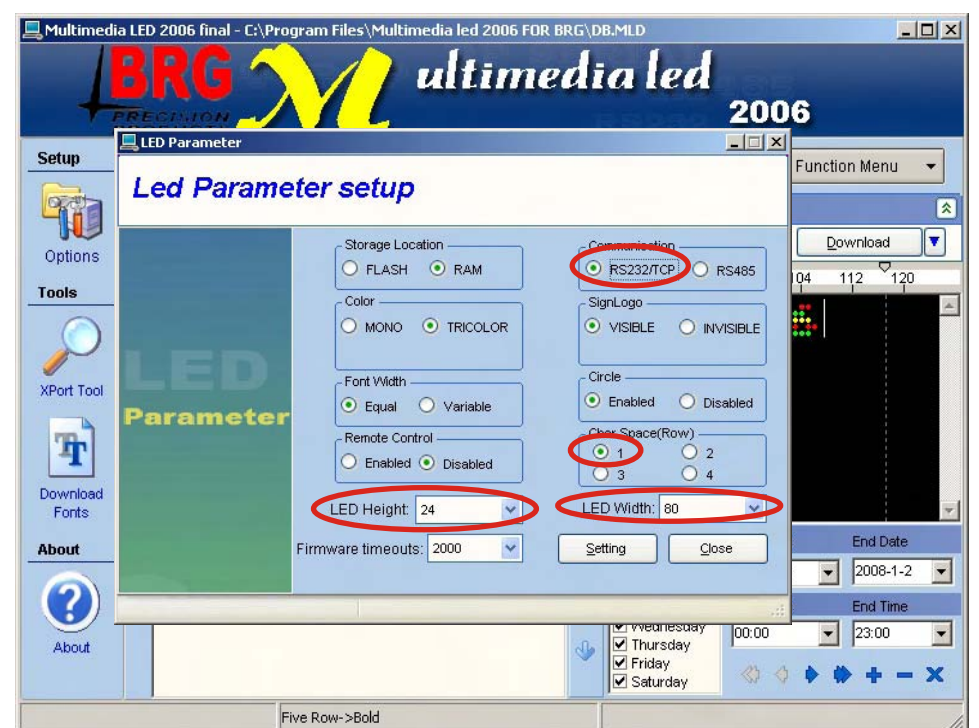 Multimedia LED 2006 final - C:\Program Files\Multimedia led 2006 FOR BRG\DB.MLD
BRG
PRECISION
PRODUCTS
M ultimedia led
2006
Setup
Options
Tools
XPort Tool
Download
Fonts
About
About
Function Menu
Download
104 112 120
LED Parameter
Led Parameter setup
LED
Parameter
Storage Location
FLASH RAM
Communication
RS232/TCP RS485
Color
MONO TRICOLOR
SignLogo
VISIBLE INVISIBLE
Font Width
Equal Variable
Circle
Enabled Disabled
Remote Control
Enabled Disabled
Char Space(Row)
1 2
3 4
LED Height: 24
LED Width: 80
Firmware timeouts: 2000
Setting Close
End Date
2008-1-2
End Time
00:00 23:00
Wednesday
Thursday
Friday
Saturday
Five Row->Bold